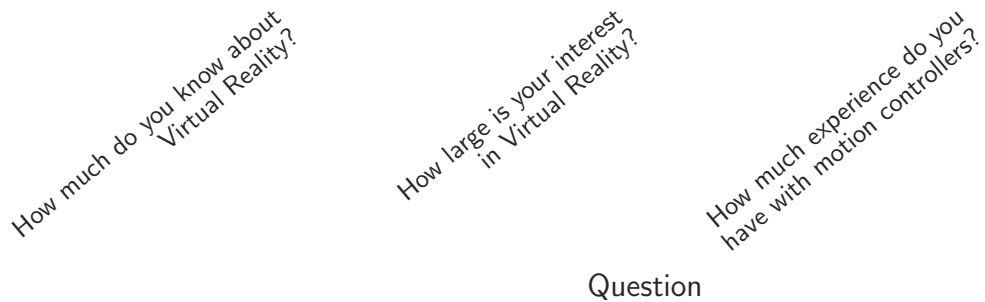 How much do you know about
Virtual Reality?
How large is your interest
in Virtual Reality?
How much experience do you
have with motion controllers?
Question